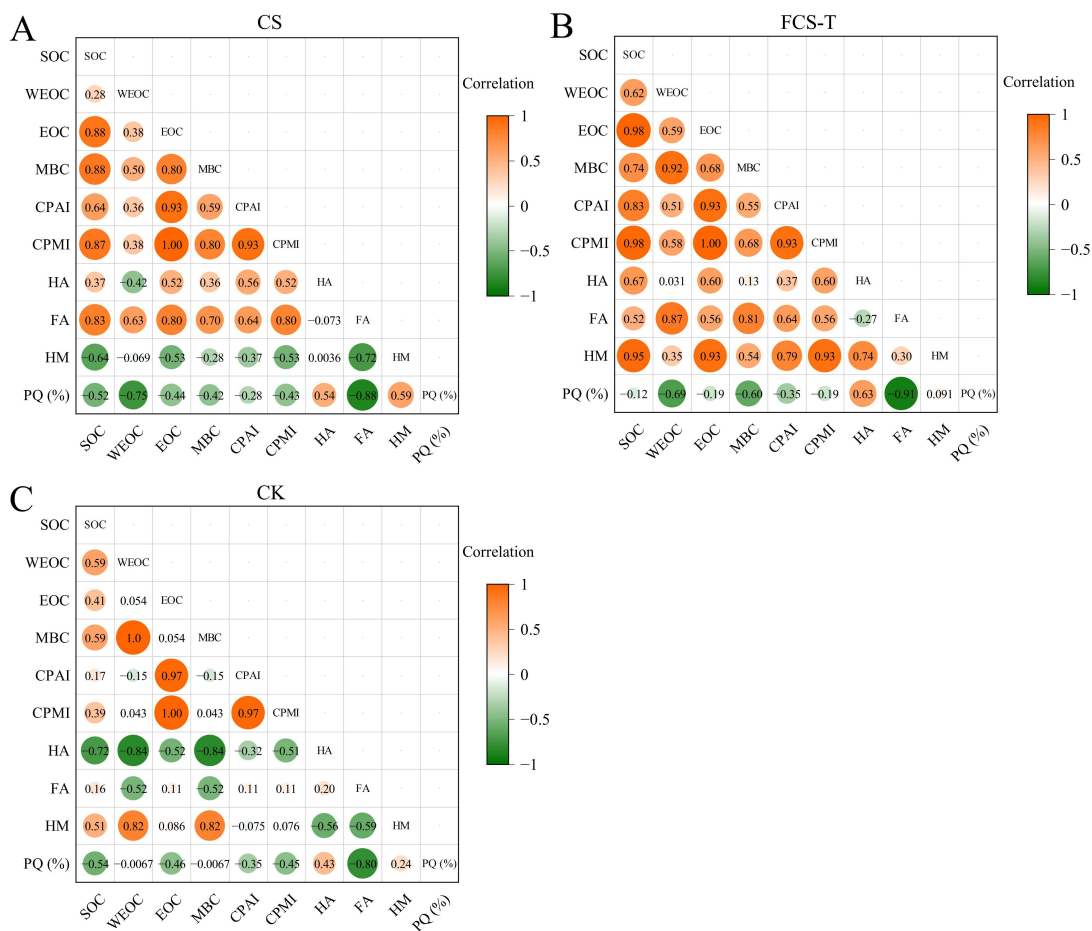 A
CS
SOC SOC
WEOC 0.28 WEOC
EOC 0.88 0.38 EOC
MBC 0.88 0.50 0.80 MBC
CPAI 0.64 0.36 0.93 0.59 CPAI
CPMI 0.87 0.38 1.00 0.80 0.93 CPMI
HA 0.37 −0.42 0.52 0.36 0.56 0.52 HA
FA 0.83 0.63 0.80 0.70 0.64 0.80 −0.073 FA
HM −0.64 −0.069 −0.53 −0.28 −0.37 −0.53 0.0036 −0.72 HM
PQ (%) −0.52 −0.75 −0.44 −0.42 −0.28 −0.43 0.54 −0.88 0.59 PQ (%)
SOC WEOC EOC MBC CPAI CPMI HA FA HM PQ (%)
Correlation
1
0.5
0
−0.5
−1
B
FCS-T
SOC SOC
WEOC 0.62 WEOC
EOC 0.98 0.59 EOC
MBC 0.74 0.92 0.68 MBC
CPAI 0.83 0.51 0.93 0.55 CPAI
CPMI 0.98 0.58 1.00 0.68 0.93 CPMI
HA 0.67 0.031 0.60 0.13 0.37 0.60 HA
FA 0.52 0.87 0.56 0.81 0.64 0.56 −0.27 FA
HM 0.95 0.35 0.93 0.54 0.79 0.93 0.74 0.30 HM
PQ (%) −0.12 −0.69 −0.19 −0.60 −0.35 −0.19 0.63 −0.91 0.091 PQ (%)
SOC WEOC EOC MBC CPAI CPMI HA FA HM PQ (%)
Correlation
1
0.5
0
−0.5
−1
C
CK
SOC SOC
WEOC 0.59 WEOC
EOC 0.41 0.054 EOC
MBC 0.59 1.0 0.054 MBC
CPAI 0.17 −0.15 0.97 −0.15 CPAI
CPMI 0.39 0.043 1.00 0.043 0.97 CPMI
HA −0.72 −0.84 −0.52 −0.84 −0.32 −0.51 HA
FA 0.16 −0.52 0.11 −0.52 0.11 0.11 0.20 FA
HM 0.51 0.82 0.086 0.82 −0.075 0.076 −0.56 −0.59 HM
PQ (%) −0.54 −0.0067 −0.46 −0.0067 −0.35 −0.45 0.43 −0.80 0.24 PQ (%)
SOC WEOC EOC MBC CPAI CPMI HA FA HM PQ (%)
Correlation
1
0.5
0
−0.5
−1